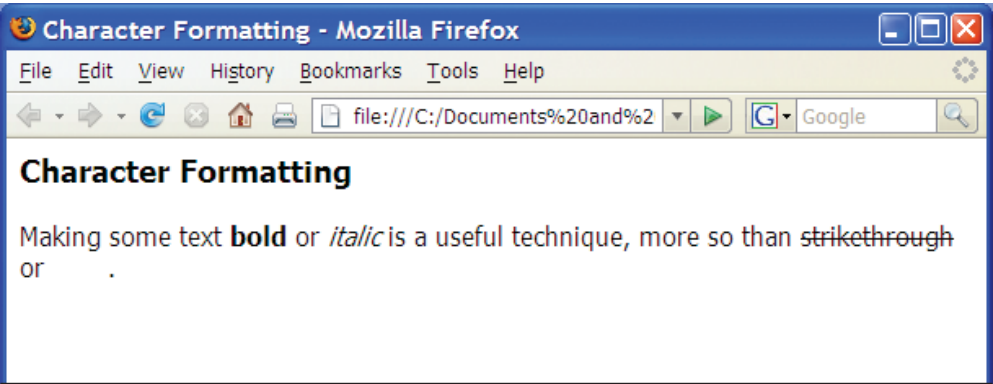 Character Formatting - Mozilla Firefox
File Edit View History Bookmarks Tools Help
file:///C:/Documents%20and%2 G Google
Character Formatting
Making some text bold or italic is a useful technique, more so than strikethrough
or .